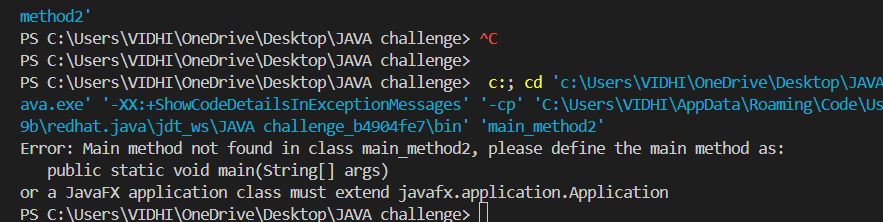 method2'
PS C:\Users\VIDHI\OneDrive\Desktop\JAVA challenge> ^C
PS C:\Users\VIDHI\OneDrive\Desktop\JAVA challenge>
PS C:\Users\VIDHI\OneDrive\Desktop\JAVA challenge>  c:; cd 'c:\Users\VIDHI\OneDrive\Desktop\JAVA
ava.exe' '-XX:+ShowCodeDetailsInExceptionMessages' '-cp' 'C:\Users\VIDHI\AppData\Roaming\Code\Us
9b\redhat.java\jdt_ws\JAVA challenge_b4904fe7\bin' 'main_method2'
Error: Main method not found in class main_method2, please define the main method as:
   public static void main(String[] args)
or a JavaFX application class must extend javafx.application.Application
PS C:\Users\VIDHI\OneDrive\Desktop\JAVA challenge>